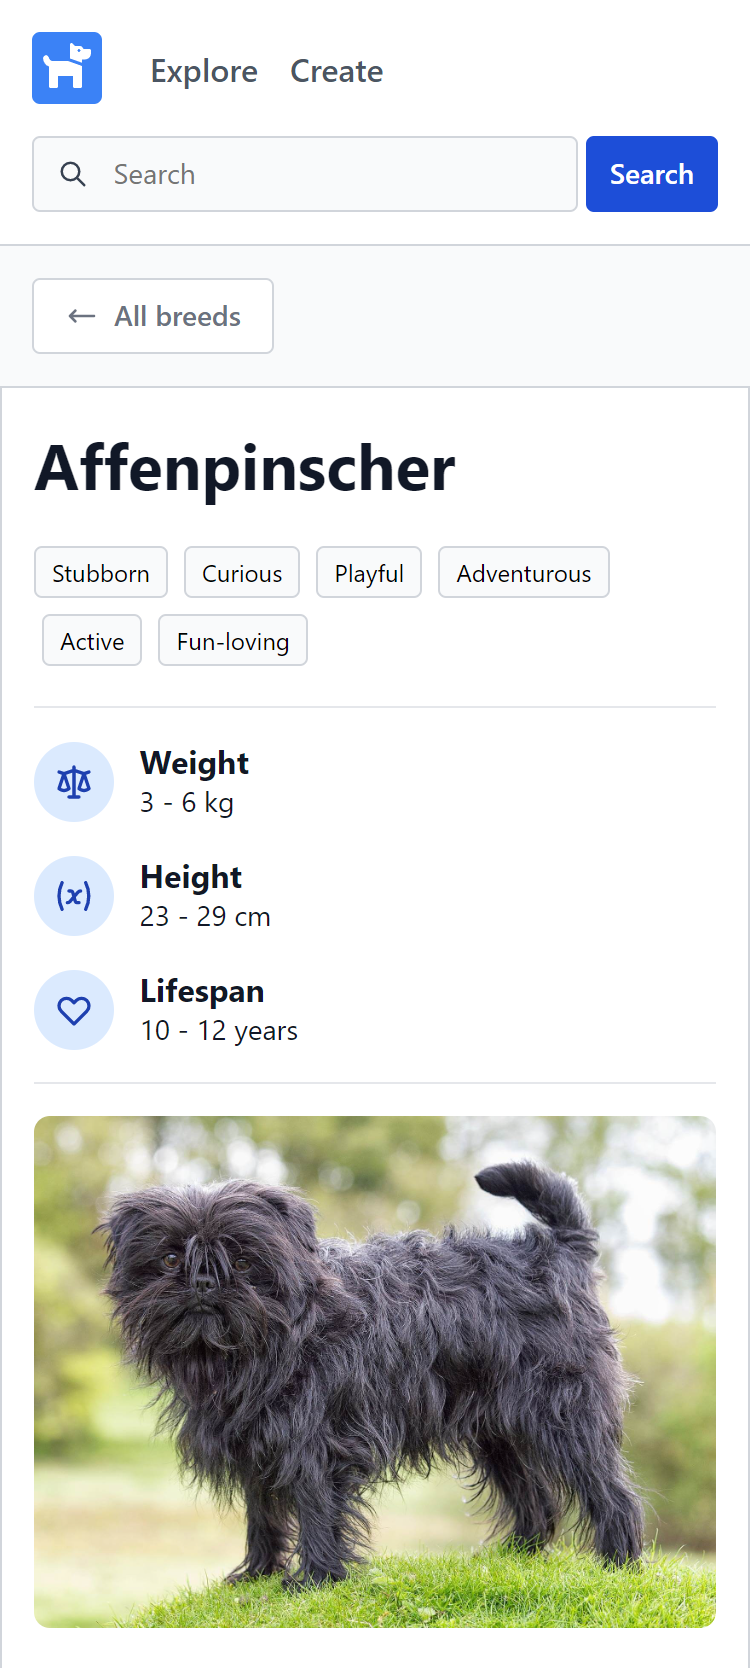 Explore Create
Search Search
All breeds
Affenpinscher
Stubborn Curious Playful Adventurous
Active Fun-loving
Weight
3 - 6 kg
(x) Height
23 - 29 cm
Lifespan
10 - 12 years